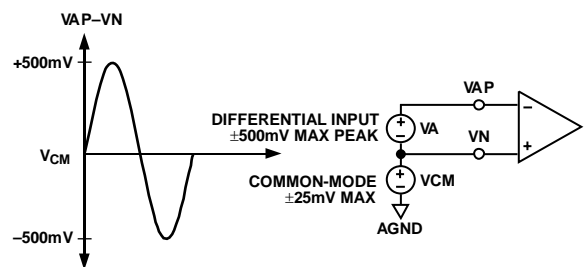 VAP–VN
+500mV
VCM
–500mV
DIFFERENTIAL INPUT
±500mV MAX PEAK
COMMON-MODE
±25mV MAX
VAP
VA
VN
VCM
AGND
+
–
+
–
–
+